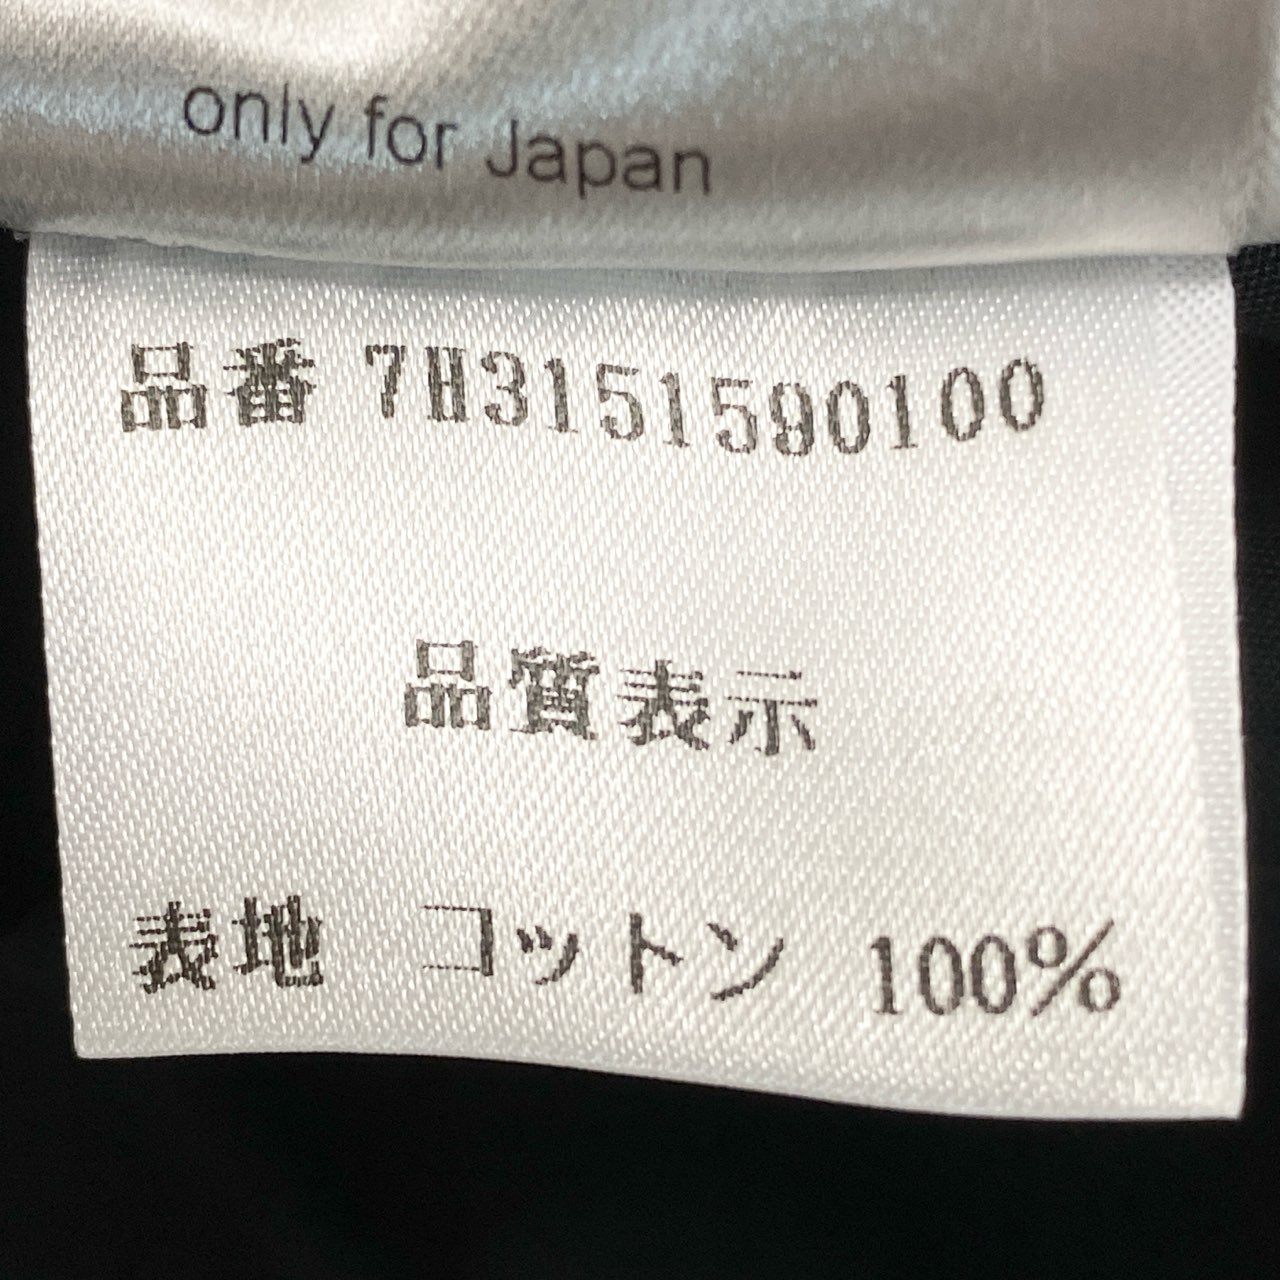 only for Japan
品番 7H3151590100
品質表示
表地 コットン 100%